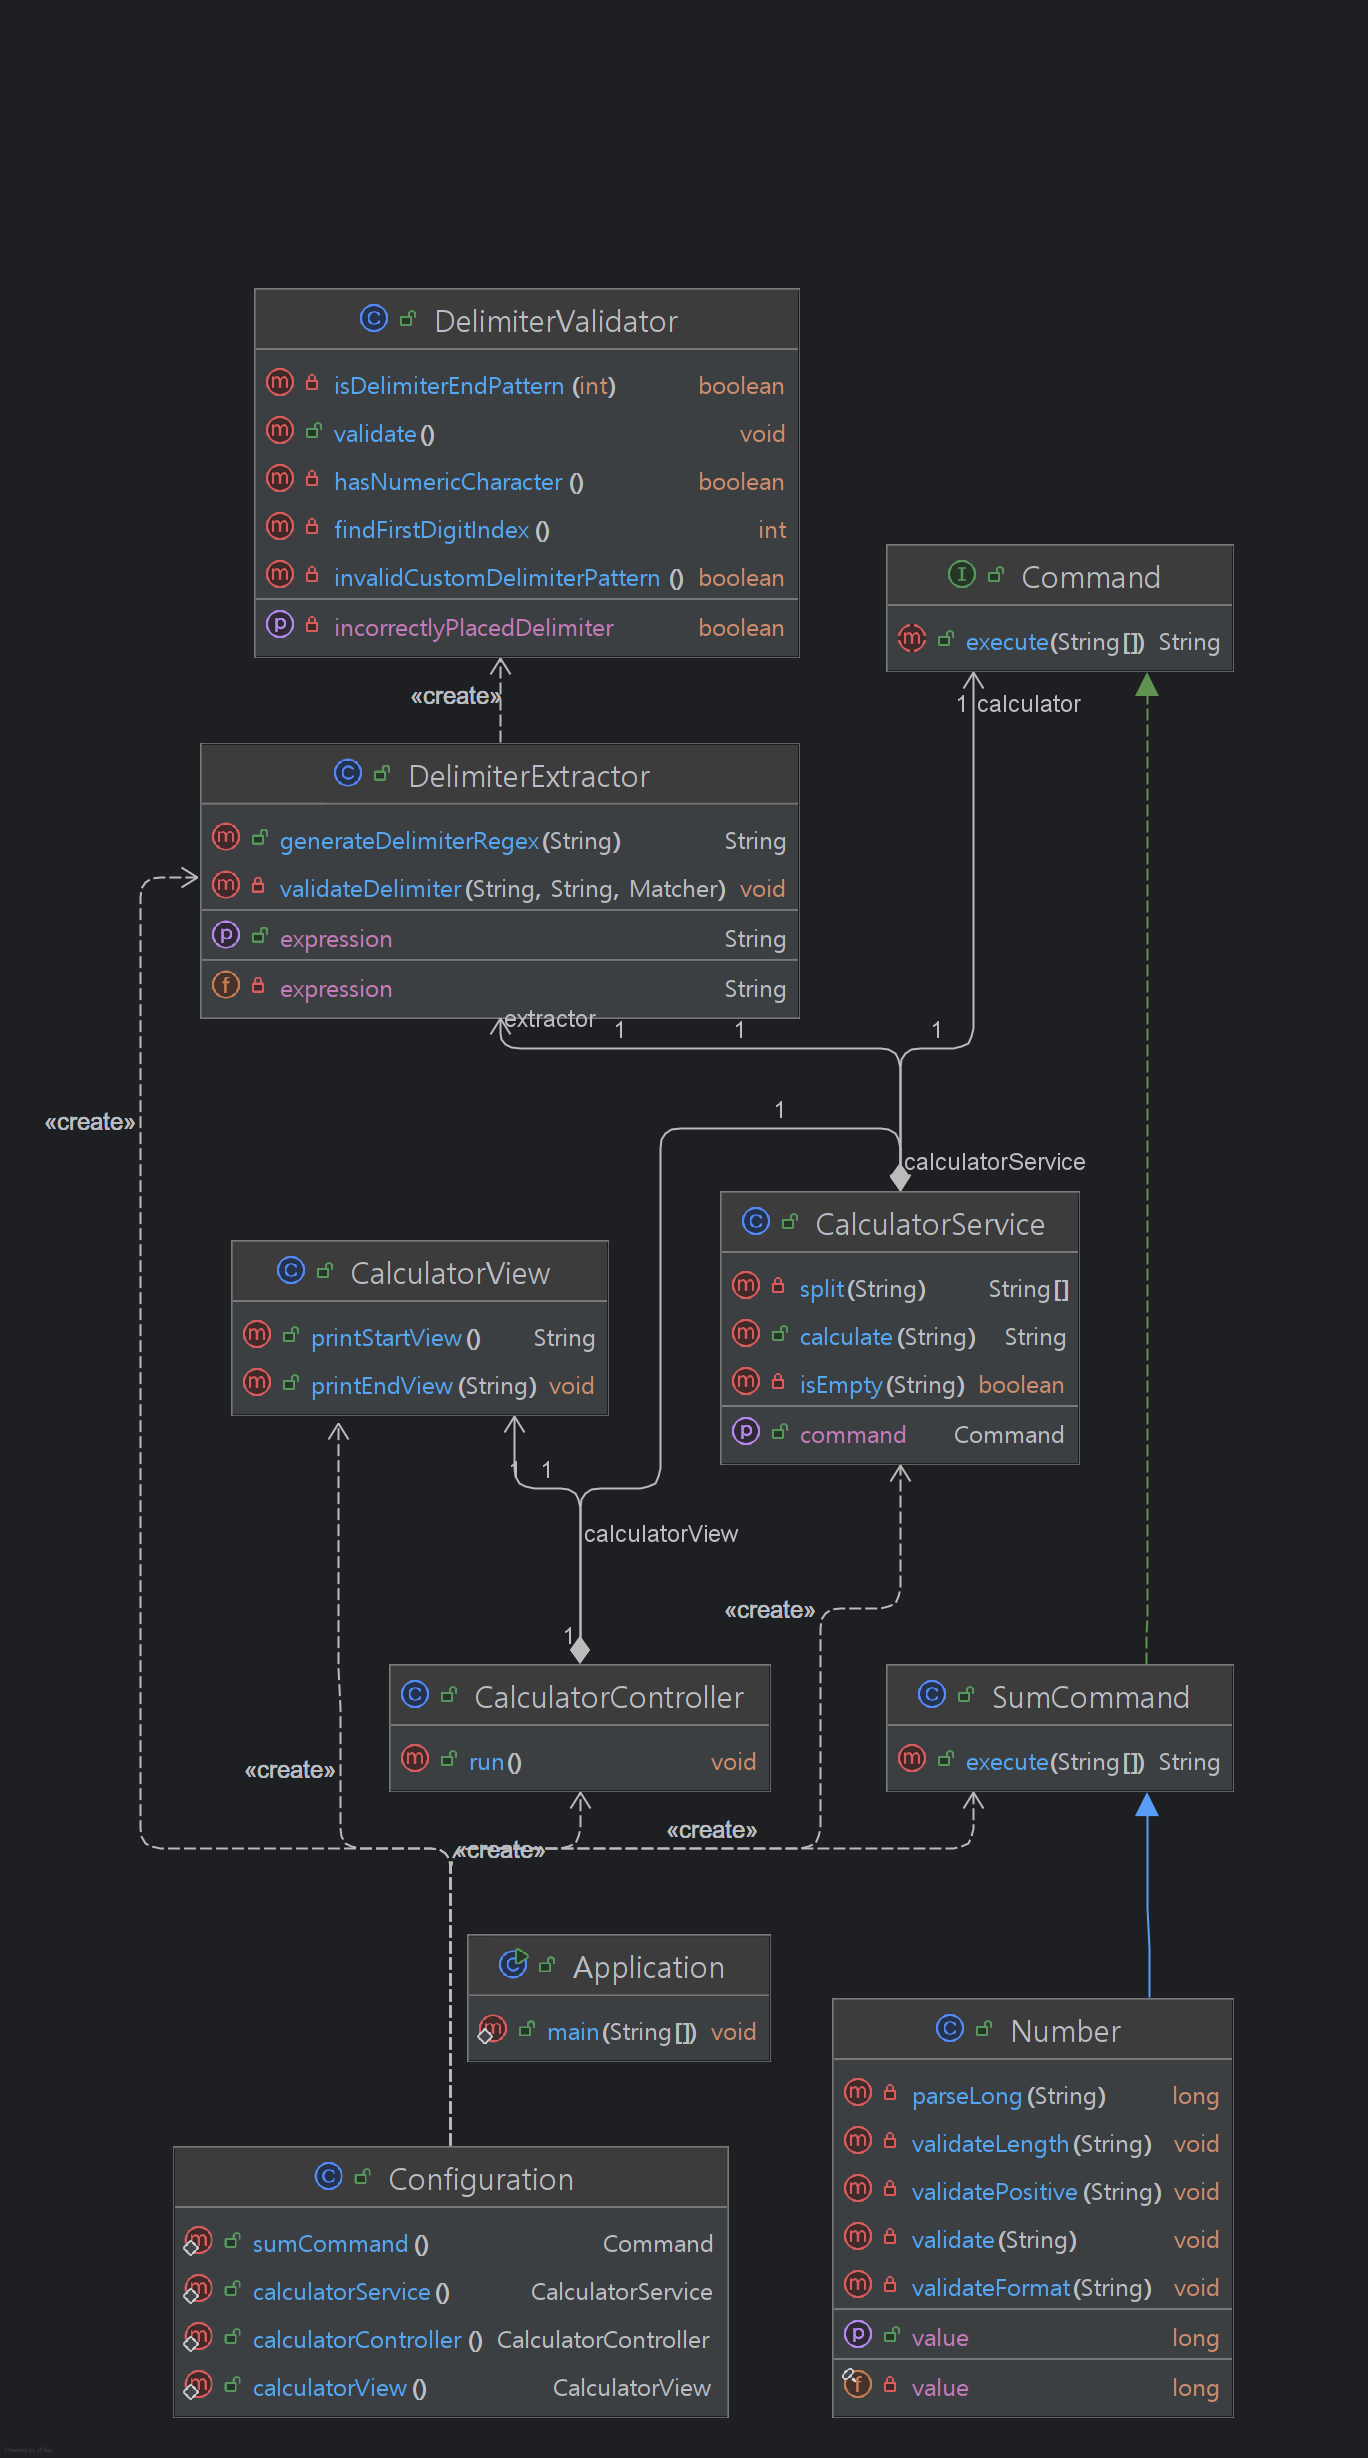 DelimiterValidator
isDelimiterEndPattern (int) boolean
validate () void
hasNumericCharacter () boolean
findFirstDigitIndex () int
invalidCustomDelimiterPattern () boolean
incorrectlyPlacedDelimiter boolean
Command
execute(String[]) String
«create»
1 calculator
DelimiterExtractor
generateDelimiterRegex(String) String
validateDelimiter(String, String, Matcher) void
expression String
expression String
extractor 1 1 1
«create»
1
calculatorService
CalculatorService
split(String) String[]
calculate(String) String
isEmpty(String) boolean
command Command
CalculatorView
printStartView () String
printEndView (String) void
1 1
calculatorView
«create»
1
CalculatorController
run() void
SumCommand
execute(String[]) String
«create»
«create»
«create»
Application
main(String[]) void
Number
parseLong (String) long
validateLength (String) void
validatePositive (String) void
validate(String) void
validateFormat(String) void
value long
value long
Configuration
sumCommand () Command
calculatorService () CalculatorService
calculatorController () CalculatorController
calculatorView () CalculatorView
Powered by yFiles